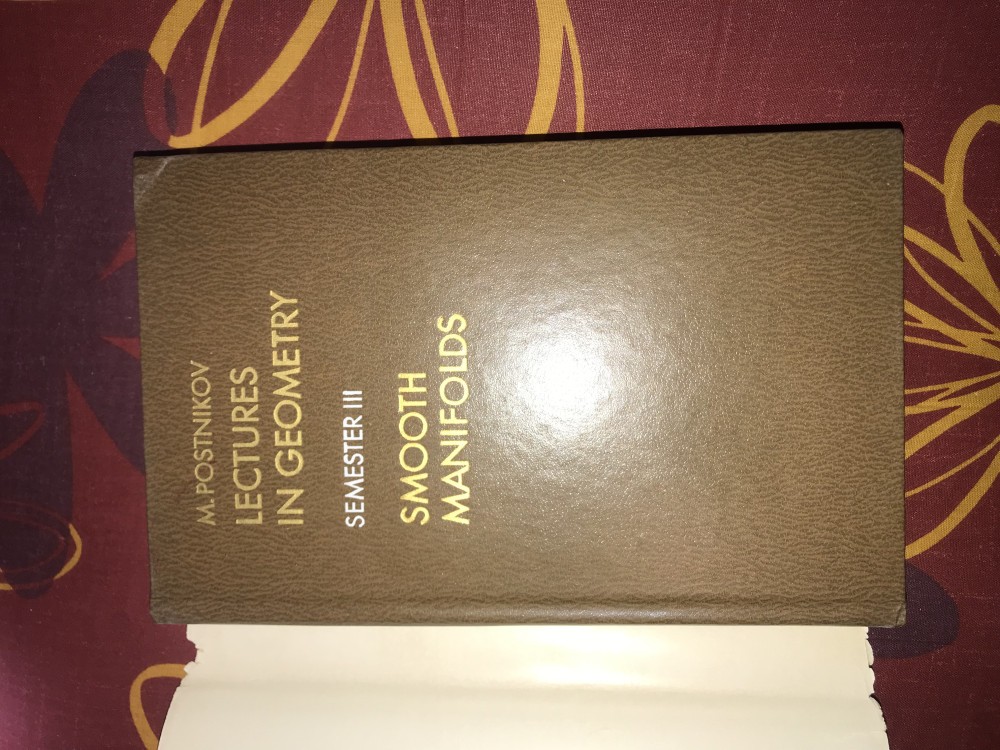 M. POSTNIKOV
LECTURES
IN GEOMETRY
SEMESTER III
SMOOTH
MANIFOLDS